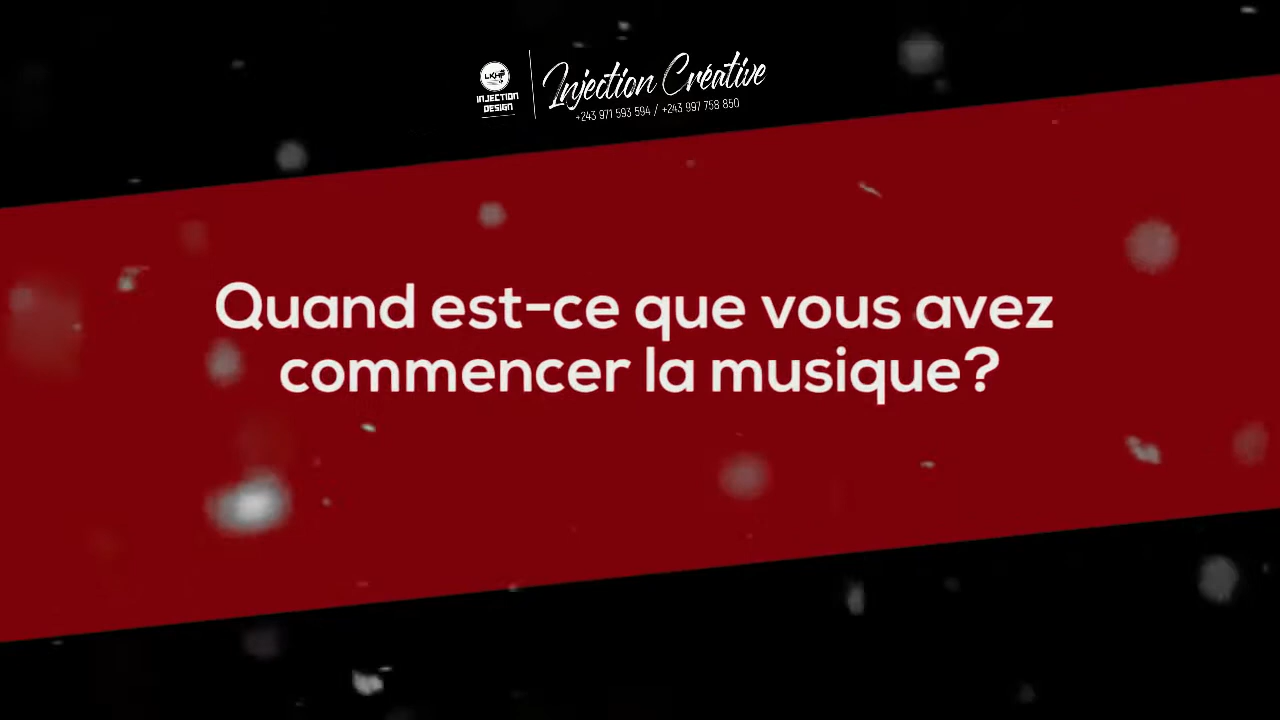 LKHP
INJECTION
DESIGN
Injection Créative
+243 971 593 594 / +243 997 758 850
Quand est-ce que vous avez
commencer la musique?